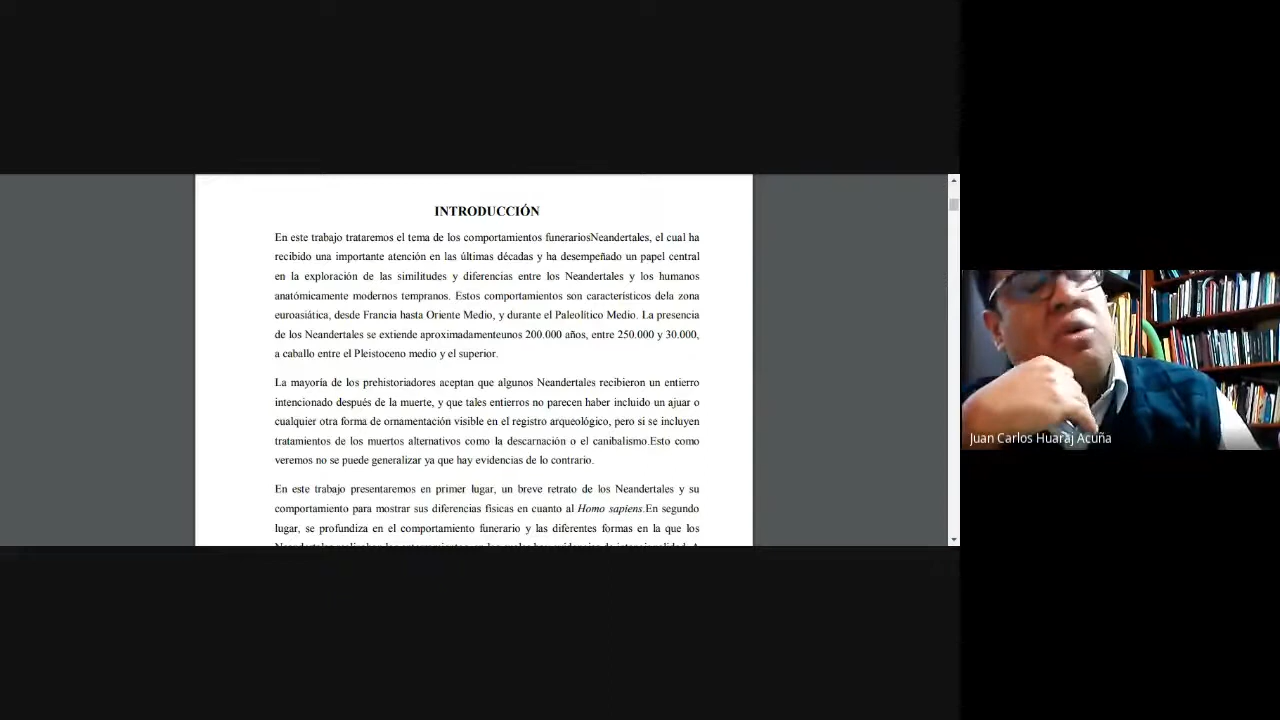 INTRODUCCIÓN
En este trabajo trataremos el tema de los comportamientos funerariosNeandertales, el cual ha
recibido una importante atención en las últimas décadas y ha desempeñado un papel central
en la exploración de las similitudes y diferencias entre los Neandertales y los humanos
anatómicamente modernos tempranos. Estos comportamientos son característicos dela zona
euroasiática, desde Francia hasta Oriente Medio, y durante el Paleolítico Medio. La presencia
de los Neandertales se extiende aproximadamenteunos 200.000 años, entre 250.000 y 30.000,
a caballo entre el Pleistoceno medio y el superior.
La mayoría de los prehistoriadores aceptan que algunos Neandertales recibieron un entierro
intencionado después de la muerte, y que tales entierros no parecen haber incluido un ajuar o
cualquier otra forma de ornamentación visible en el registro arqueológico, pero si se incluyen
tratamientos de los muertos alternativos como la descarnación o el canibalismo.Esto como
veremos no se puede generalizar ya que hay evidencias de lo contrario.
En este trabajo presentaremos en primer lugar, un breve retrato de los Neandertales y su
comportamiento para mostrar sus diferencias físicas en cuanto al Homo sapiens.En segundo
lugar, se profundiza en el comportamiento funerario y las diferentes formas en la que los
Juan Carlos Huaraj Acuña